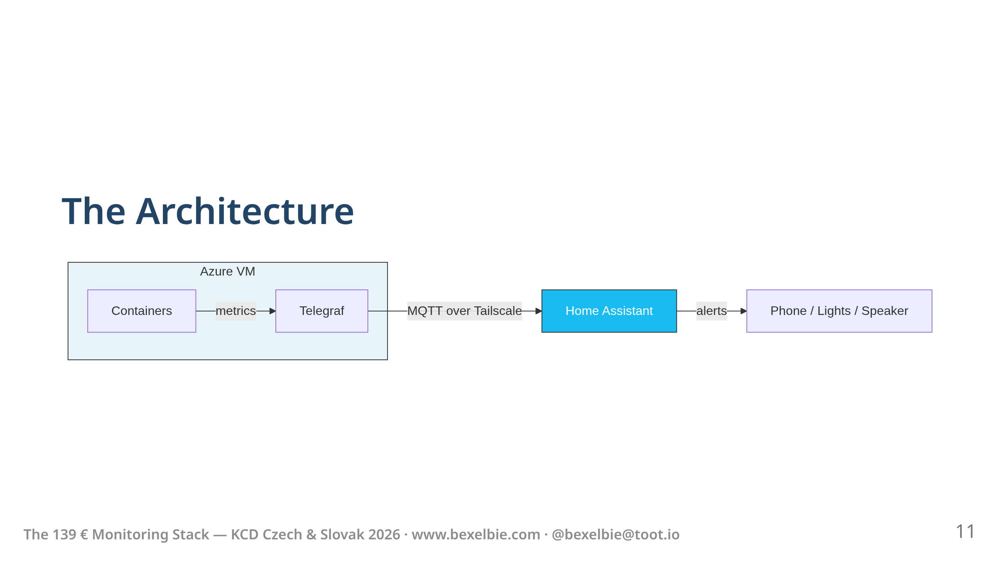 The Architecture
Azure VM
Containers
metrics
Telegraf
MQTT over Tailscale
Home Assistant
alerts
Phone / Lights / Speaker
The 139 € Monitoring Stack — KCD Czech & Slovak 2026 · www.bexelbie.com · @bexelbie@toot.io
11